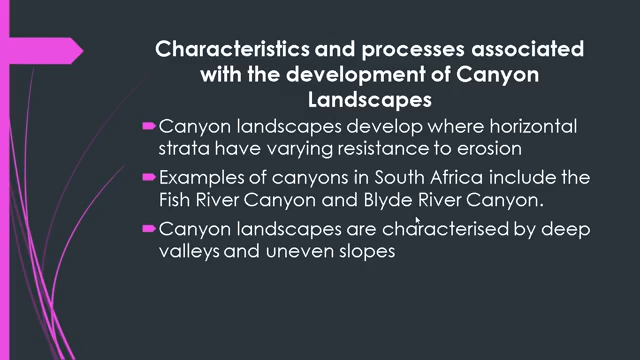 Characteristics and processes associated
with the development of Canyon
Landscapes
Canyon landscapes develop where horizontal
strata have varying resistance to erosion
Examples of canyons in South Africa include the
Fish River Canyon and Blyde River Canyon.
Canyon landscapes are characterised by deep
valleys and uneven slopes